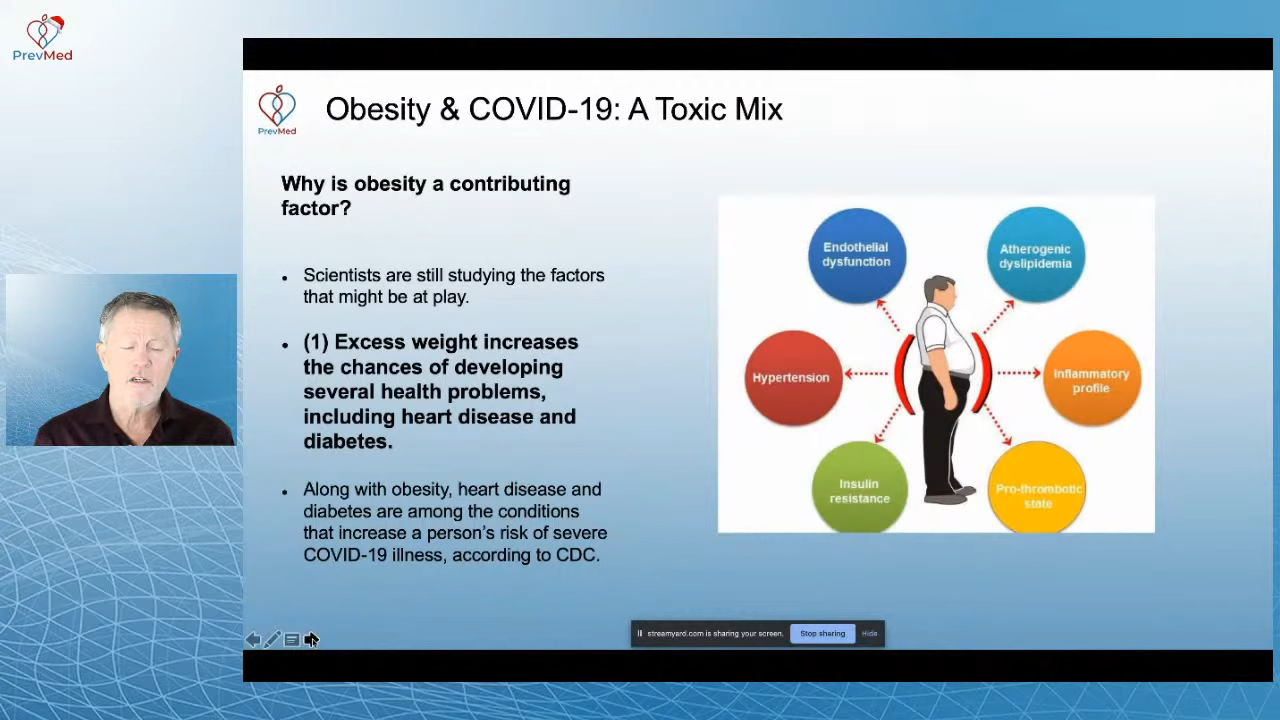 PrevMed
PrevMed
Obesity & COVID-19: A Toxic Mix
Why is obesity a contributing
factor?
• Scientists are still studying the factors
that might be at play.
• (1) Excess weight increases
the chances of developing
several health problems,
including heart disease and
diabetes.
• Along with obesity, heart disease and
diabetes are among the conditions
that increase a person's risk of severe
COVID-19 illness, according to CDC.
Endothelial
dysfunction
Atherogenic
dyslipidemia
Hypertension
Inflammatory
profile
Insulin
resistance
Pro-thrombotic
state
streamyard.com is sharing your screen.
Stop sharing
Hide